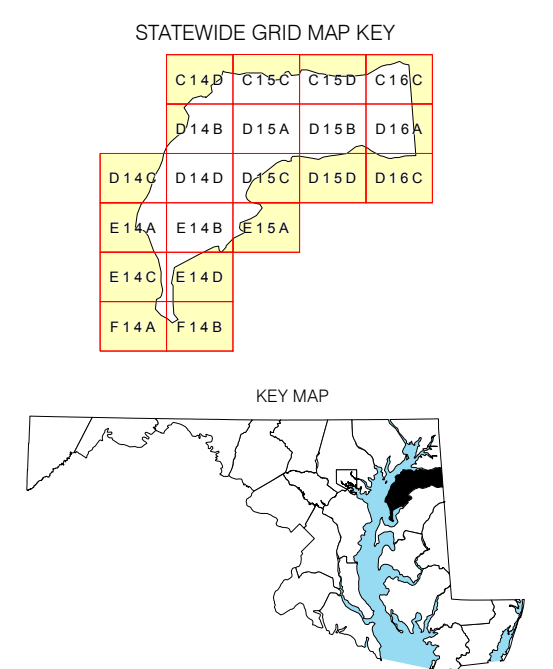 STATEWIDE GRID MAP KEY
C14D C15C C15D C16C
D14B D15A D15B D16A
D14C D14D D15C D15D D16C
E14A E14B E15A
E14C E14D
F14A F14B
KEY MAP